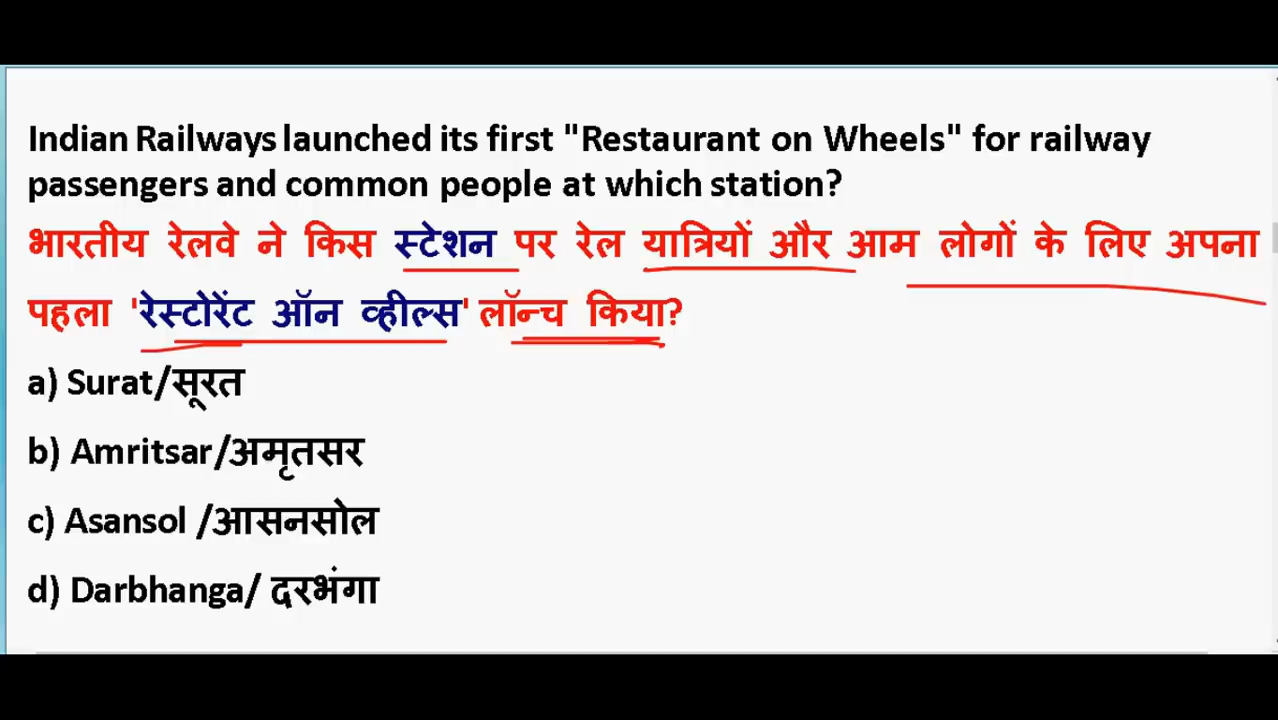 Indian Railways launched its first "Restaurant on Wheels" for railway
passengers and common people at which station?
भारतीय रेलवे ने किस स्टेशन पर रेल यात्रियों और आम लोगों के लिए अपना
पहला 'रेस्टोरेंट ऑन व्हील्स' लॉन्च किया?
a) Surat/सूरत
b) Amritsar/अमृतसर
c) Asansol /आसनसोल
d) Darbhanga/ दरभंगा